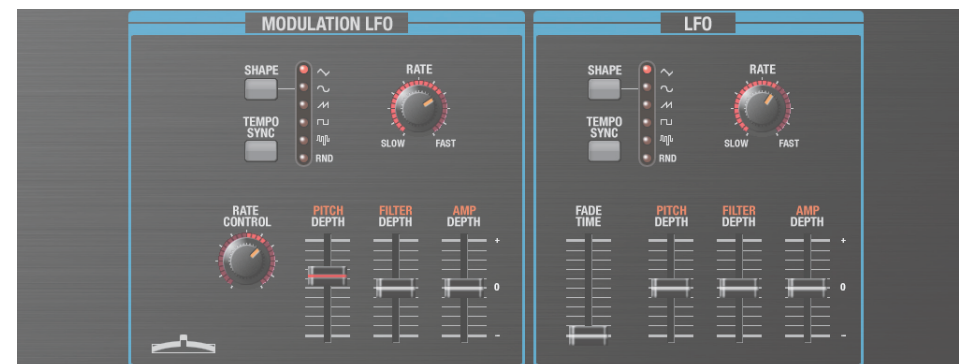 MODULATION LFO
SHAPE
RATE
TEMPO
SYNC
SLOW
FAST
RND
RATE
CONTROL
PITCH
DEPTH
FILTER
DEPTH
AMP
DEPTH
+
0
-
LFO
SHAPE
RATE
TEMPO
SYNC
SLOW
FAST
RND
FADE
TIME
PITCH
DEPTH
FILTER
DEPTH
AMP
DEPTH
+
0
-